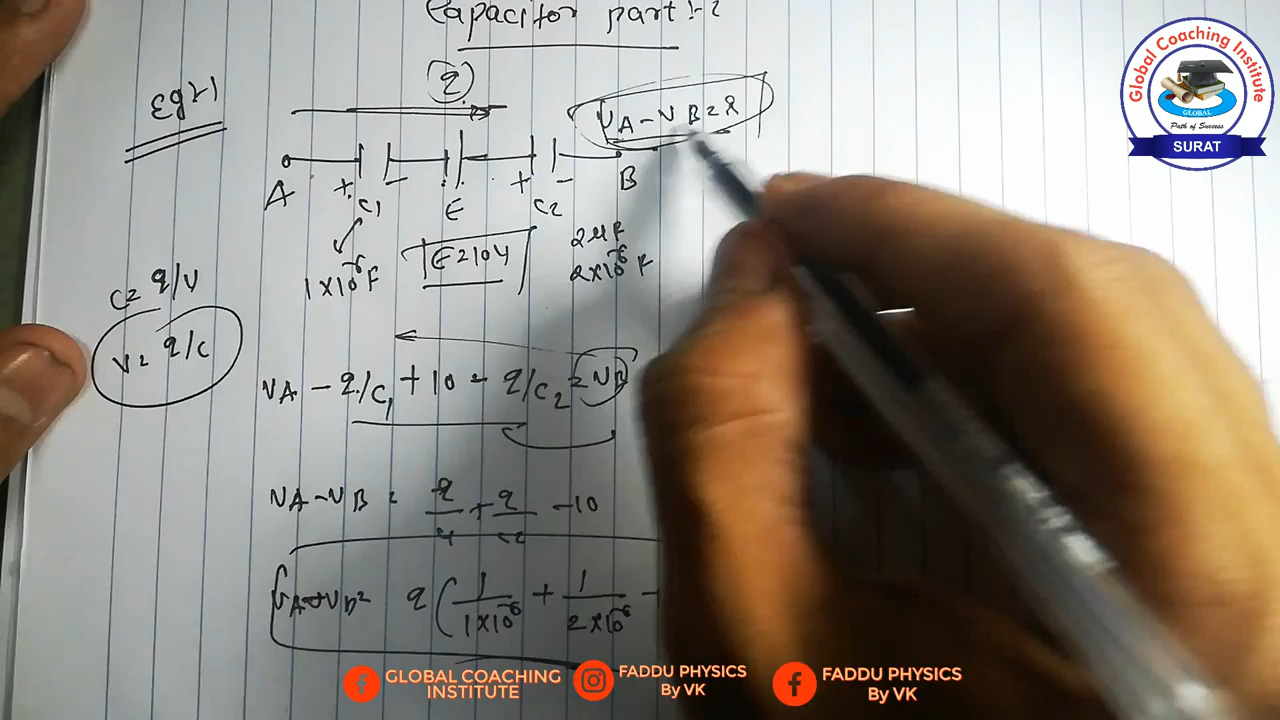 Capacitor part:-2
Eg:-1
q
VA - VB = ?
A + C1 - E + C2 - B
1×10⁻⁶F
E=10V
2μF
2×10⁻⁶ F
C= q/V
V= q/C
VA - q/C₁ + 10 - q/C₂ = VB
VA - VB = q/C1 + q/C2 - 10
VA - VB = q ( 1/1×10⁻⁶ + 1/2×10⁻⁶ -
Global Coaching Institute
GLOBAL
Path of Success
SURAT
GLOBAL COACHING INSTITUTE
FADDU PHYSICS By VK
FADDU PHYSICS By VK